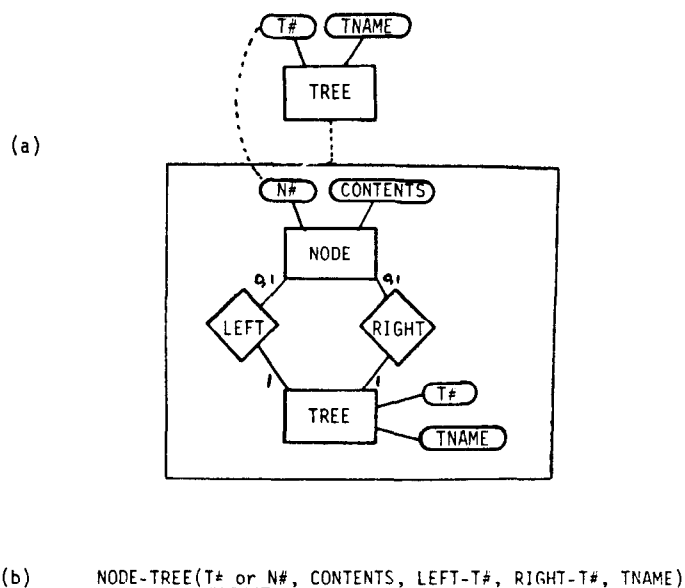 T# TNAME
TREE
(a)
N# CONTENTS
NODE
0,1 0,1
LEFT RIGHT
1 1
T#
TREE
TNAME
(b) NODE-TREE(T# or N#, CONTENTS, LEFT-T#, RIGHT-T#, TNAME)